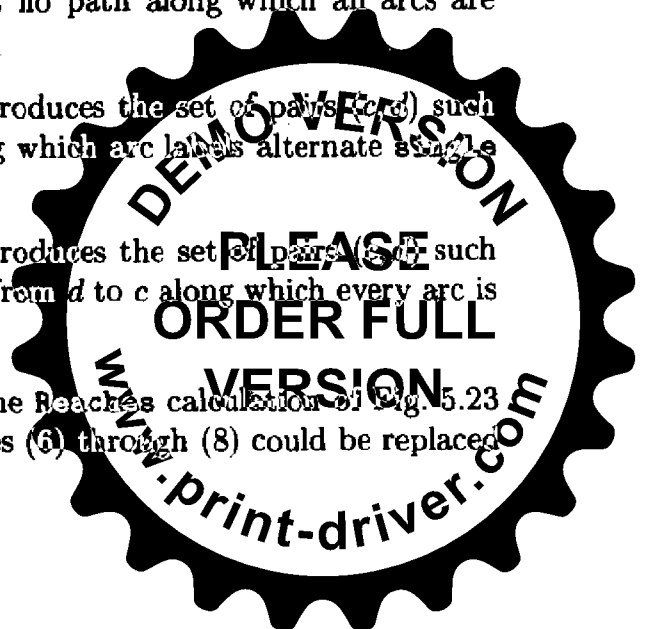 no path along which all arcs are
roduces the set of pairs (c, d) such
g which arc labels alternate single
roduces the set of pairs (c, d) such
from d to c along which every arc is
he Reaches calculation of Fig. 5.23
es (6) through (8) could be replaced
DEMO VERSION
PLEASE
ORDER FULL
VERSION
www.print-driver.com